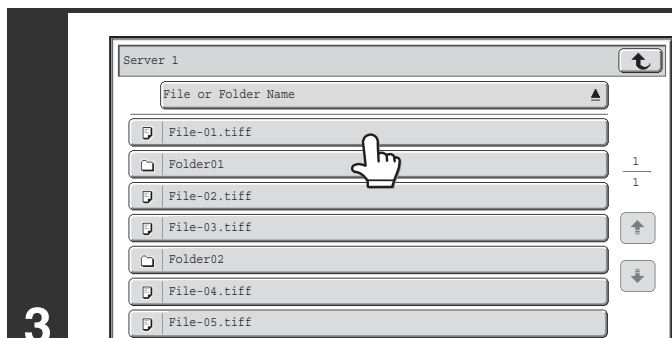 Server 1
File or Folder Name
File-01.tiff
Folder01
1
1
File-02.tiff
File-03.tiff
Folder02
File-04.tiff
File-05.tiff
3